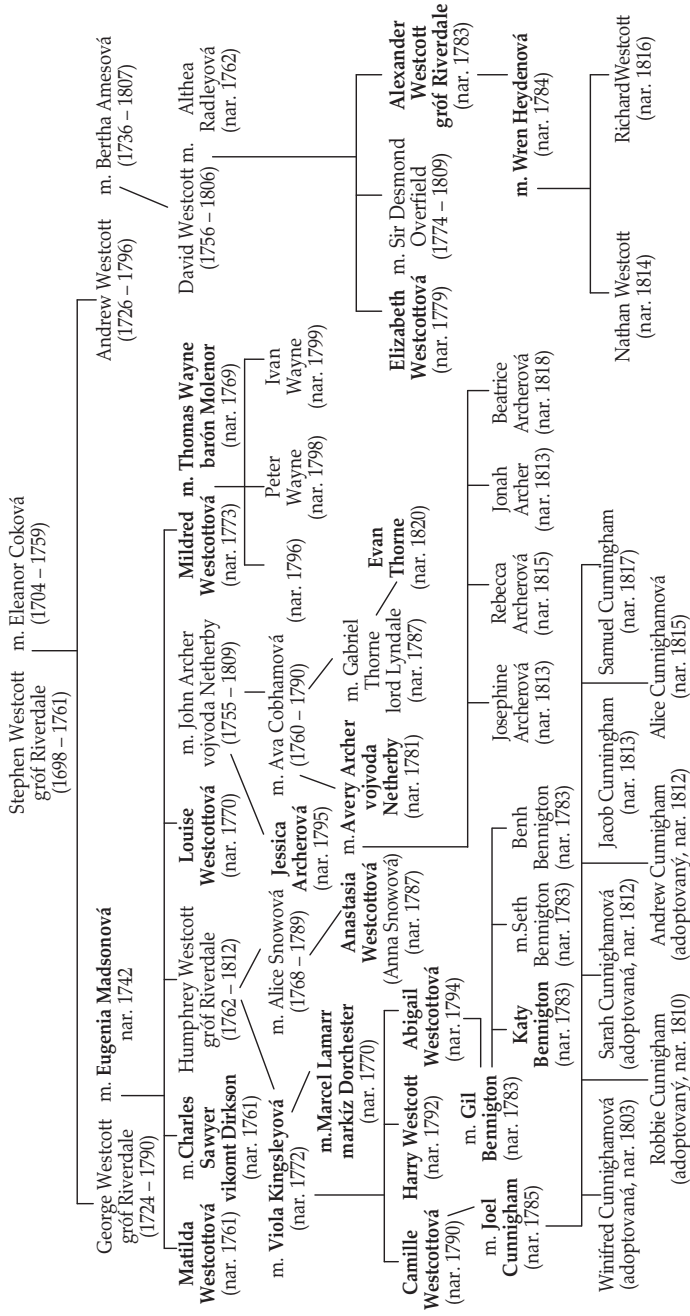 Stephen Westcott
gróf Riverdale
(1698 – 1761)
m. Eleanor Coková
(1704 – 1759)
George Westcott
gróf Riverdale
(1724 – 1790)
m. Eugenia Madsonová
nar. 1742
Andrew Westcott
(1726 – 1796)
m. Bertha Amesová
(1736 – 1807)
Matilda
Westcottová
(nar. 1761)
m.Charles
Sawyer
vikomt Dirkson
(nar. 1761)
Humphrey Westcott
gróf Riverdale
(1762 – 1812)
Louise
Westcottová
(nar. 1770)
m. John Archer
vojvoda Netherby
(1755 – 1809)
Mildred
Westcottová
(nar. 1773)
m. Thomas Wayne
barón Molenor
(nar. 1769)
David Westcott m.
(1756 – 1806)
Althea
Radleyová
(nar. 1762)
m. Viola Kingsleyová
(nar. 1772)
m. Alice Snowová
(1768 – 1789)
Jessica
Archerová
(nar. 1795)
m. Ava Cobhamová
(1760 – 1790)
(nar. 1796)
Peter
Wayne
(nar. 1798)
Ivan
Wayne
(nar. 1799)
m.Marcel Lamarr
markíz Dorchester
(nar. 1770)
Anastasia
Westcottová
(Anna Snowová)
(nar. 1787)
m. Avery Archer
vojvoda
Netherby
(nar. 1781)
m. Gabriel
Thorne
lord Lyndale
(nar. 1787)
Evan
Thorne
(nar. 1820)
Elizabeth
Westcottová
(nar. 1779)
m. Sir Desmond
Overfield
(1774 – 1809)
Alexander
Westcott
gróf Riverdale
(nar. 1783)
Camille
Westcottová
(nar. 1790)
Harry Westcott
(nar. 1792)
Abigail
Westcottová
(nar. 1794)
m. Joel
Cunnigham
(nar. 1785)
m. Gil
Bennigton
(nar. 1783)
Josephine
Archerová
(nar. 1813)
Rebecca
Archerová
(nar. 1815)
Jonah
Archer
(nar. 1813)
Beatrice
Archerová
(nar. 1818)
m. Wren Heydenová
(nar. 1784)
Katy
Bennigton
(nar. 1783)
m.Seth
Bennigton
(nar. 1783)
Benh
Bennigton
(nar. 1783)
Nathan Westcott
(nar. 1814)
RichardWestcott
(nar. 1816)
Winifred Cunnighamová
(adoptovaná, nar. 1803)
Sarah Cunnighamová
(adoptovaná, nar. 1812)
Jacob Cunningham
(nar. 1813)
Samuel Cunningham
(nar. 1817)
Robbie Cunnigham
(adoptovaný, nar. 1810)
Andrew Cunnigham
(adoptovaný, nar. 1812)
Alice Cunnighamová
(nar. 1815)